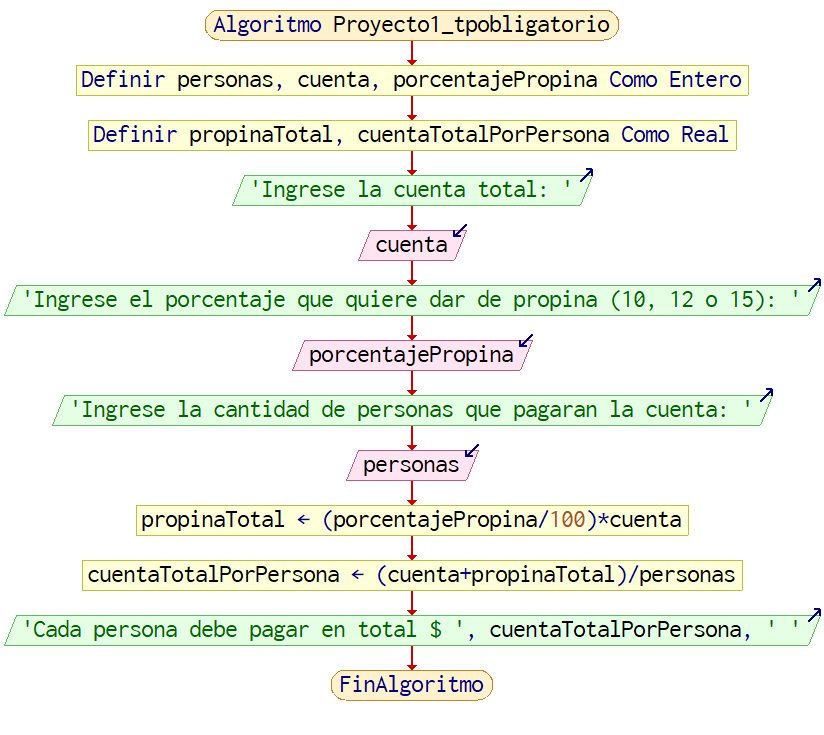 Algoritmo Proyecto1_tpobligatorio
Definir personas, cuenta, porcentajePropina Como Entero
Definir propinaTotal, cuentaTotalPorPersona Como Real
'Ingrese la cuenta total: '
cuenta
'Ingrese el porcentaje que quiere dar de propina (10, 12 o 15): '
porcentajePropina
'Ingrese la cantidad de personas que pagaran la cuenta: '
personas
propinaTotal ← (porcentajePropina/100)*cuenta
cuentaTotalPorPersona ← (cuenta+propinaTotal)/personas
'Cada persona debe pagar en total $ ', cuentaTotalPorPersona, ' '
FinAlgoritmo